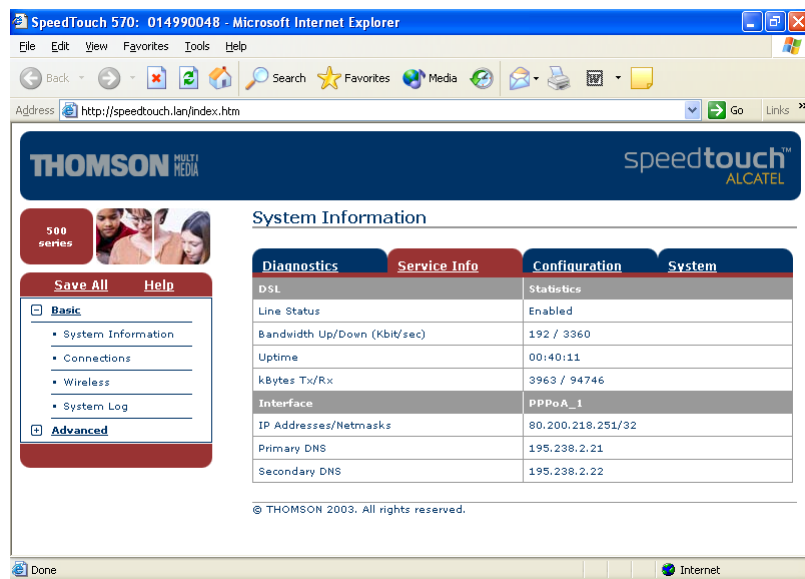 SpeedTouch 570: 014990048 - Microsoft Internet Explorer
File Edit View Favorites Tools Help
Back Search Favorites Media
Address http://speedtouch.lan/index.htm Go Links »
THOMSON MULTI MEDIA
speedtouch™
ALCATEL
500 series
System Information
Diagnostics Service Info Configuration System
Save All Help
Basic
System Information
Connections
Wireless
System Log
Advanced
DSL Statistics
Line Status Enabled
Bandwidth Up/Down (Kbit/sec) 192 / 3360
Uptime 00:40:11
kBytes Tx/Rx 3963 / 94746
Interface PPPoA_1
IP Addresses/Netmasks 80.200.218.251/32
Primary DNS 195.238.2.21
Secondary DNS 195.238.2.22
© THOMSON 2003. All rights reserved.
Done Internet